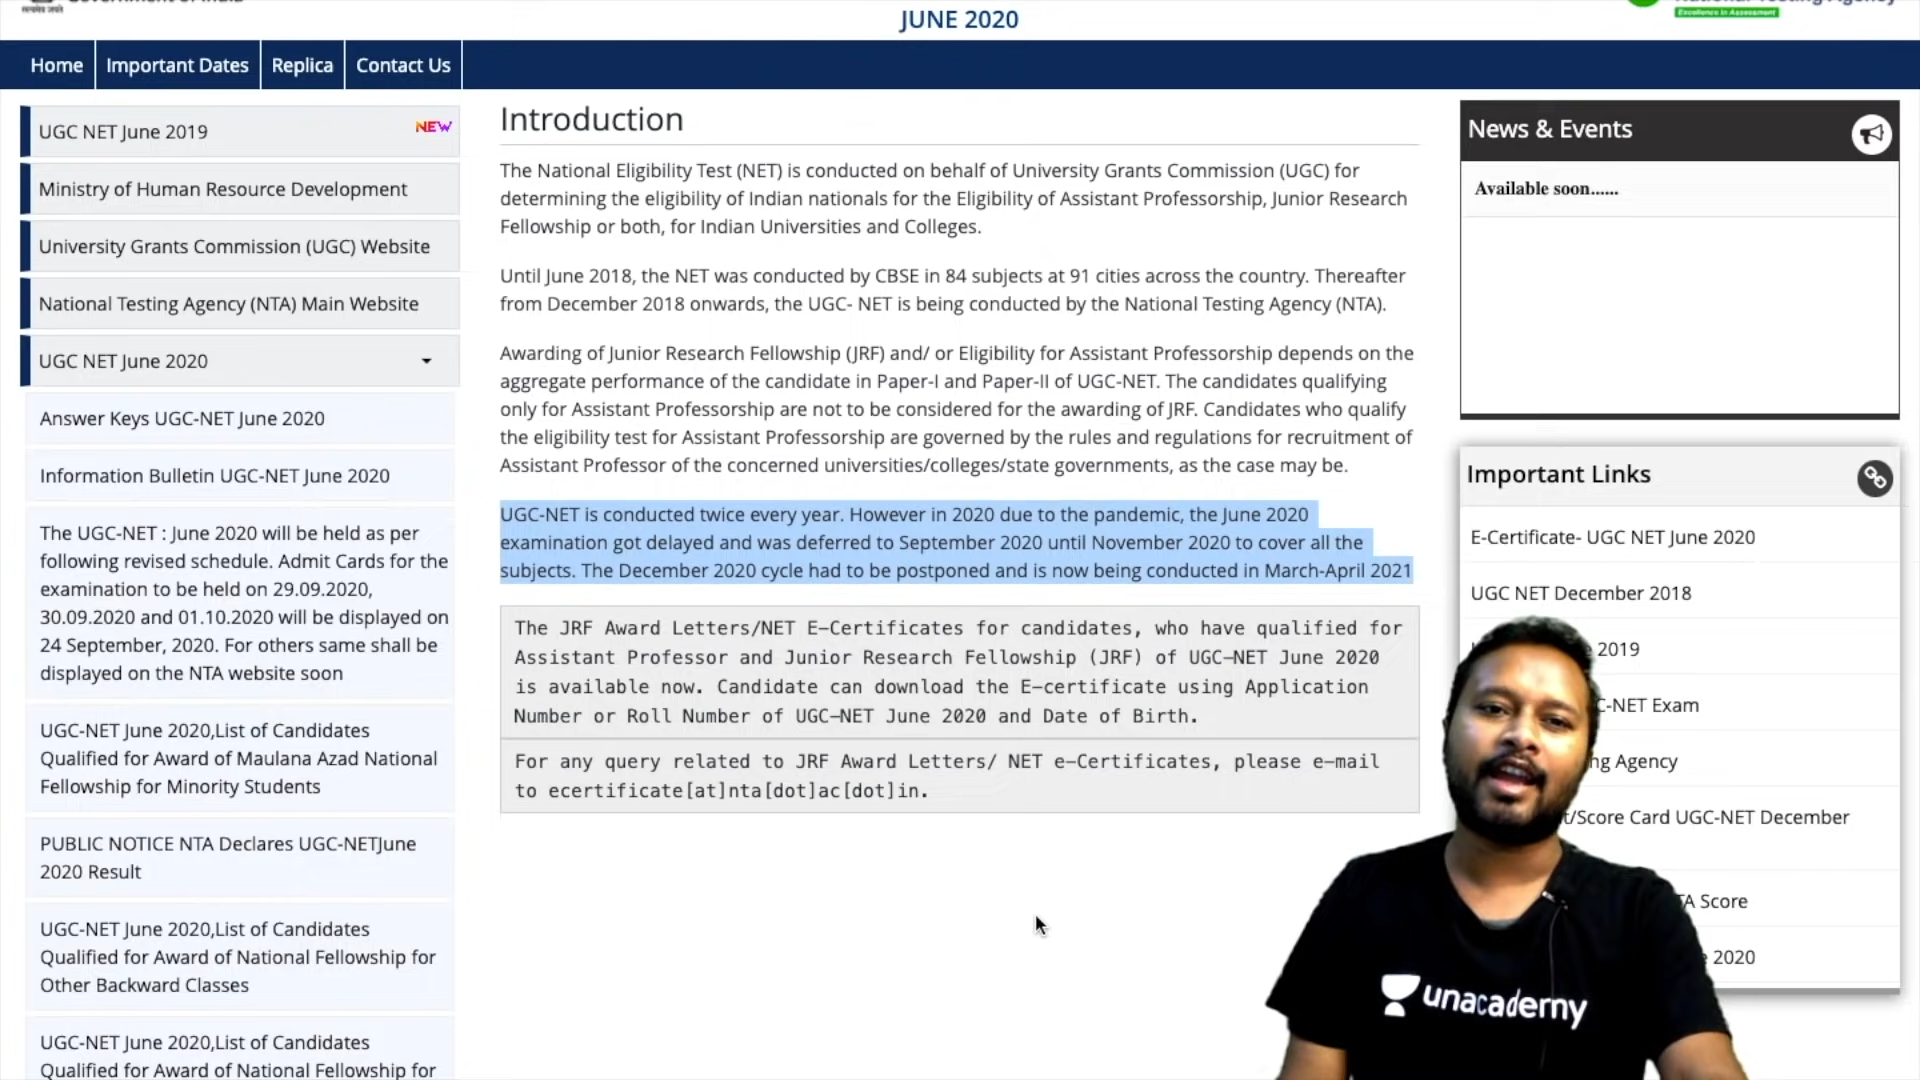 सत्यमेव जयते
Government of India
JUNE 2020
National Testing Agency
Excellence in Assessment
Home
Important Dates
Replica
Contact Us
UGC NET June 2019
NEW
Ministry of Human Resource Development
University Grants Commission (UGC) Website
National Testing Agency (NTA) Main Website
UGC NET June 2020
Answer Keys UGC-NET June 2020
Information Bulletin UGC-NET June 2020
The UGC-NET : June 2020 will be held as per
following revised schedule. Admit Cards for the
examination to be held on 29.09.2020,
30.09.2020 and 01.10.2020 will be displayed on
24 September, 2020. For others same shall be
displayed on the NTA website soon
UGC-NET June 2020,List of Candidates
Qualified for Award of Maulana Azad National
Fellowship for Minority Students
PUBLIC NOTICE NTA Declares UGC-NETJune
2020 Result
UGC-NET June 2020,List of Candidates
Qualified for Award of National Fellowship for
Other Backward Classes
UGC-NET June 2020,List of Candidates
Qualified for Award of National Fellowship for
Introduction
The National Eligibility Test (NET) is conducted on behalf of University Grants Commission (UGC) for
determining the eligibility of Indian nationals for the Eligibility of Assistant Professorship, Junior Research
Fellowship or both, for Indian Universities and Colleges.
Until June 2018, the NET was conducted by CBSE in 84 subjects at 91 cities across the country. Thereafter
from December 2018 onwards, the UGC- NET is being conducted by the National Testing Agency (NTA).
Awarding of Junior Research Fellowship (JRF) and/ or Eligibility for Assistant Professorship depends on the
aggregate performance of the candidate in Paper-I and Paper-II of UGC-NET. The candidates qualifying
only for Assistant Professorship are not to be considered for the awarding of JRF. Candidates who qualify
the eligibility test for Assistant Professorship are governed by the rules and regulations for recruitment of
Assistant Professor of the concerned universities/colleges/state governments, as the case may be.
UGC-NET is conducted twice every year. However in 2020 due to the pandemic, the June 2020
examination got delayed and was deferred to September 2020 until November 2020 to cover all the
subjects. The December 2020 cycle had to be postponed and is now being conducted in March-April 2021
The JRF Award Letters/NET E-Certificates for candidates, who have qualified for
Assistant Professor and Junior Research Fellowship (JRF) of UGC-NET June 2020
is available now. Candidate can download the E-certificate using Application
Number or Roll Number of UGC-NET June 2020 and Date of Birth.
For any query related to JRF Award Letters/ NET e-Certificates, please e-mail
to ecertificate[at]nta[dot]ac[dot]in.
News & Events
Available soon......
Important Links
E-Certificate- UGC NET June 2020
UGC NET December 2018
2019
C-NET Exam
ng Agency
t/Score Card UGC-NET December
TA Score
2020
unacademy